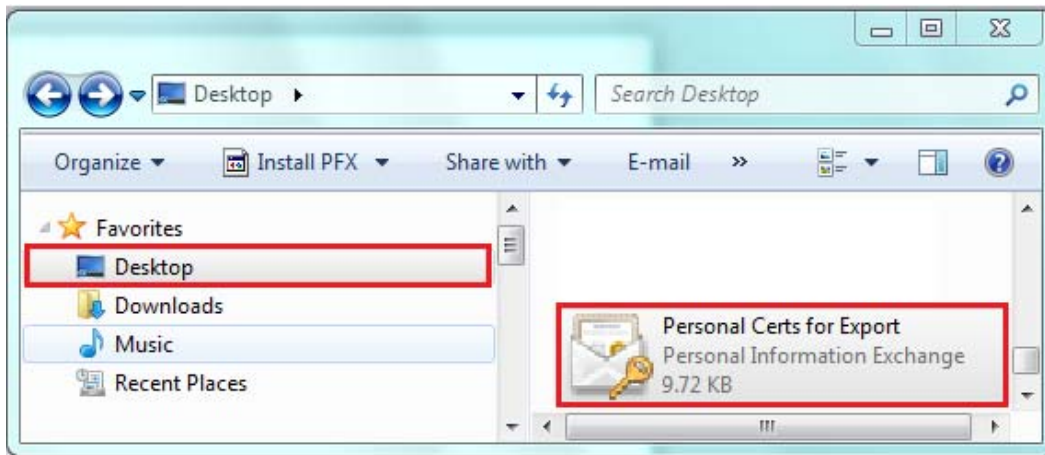 Desktop
Search Desktop
Organize Install PFX Share with E-mail »
Favorites
Desktop
Downloads
Music
Recent Places
Personal Certs for Export
Personal Information Exchange
9.72 KB